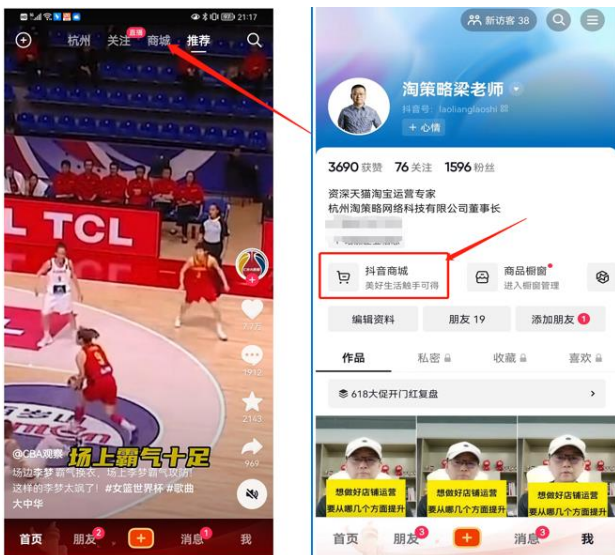 21:17
杭州 关注 直播 商城 推荐
TCL
1912
2143
969
@CBA观察
场上霸气十足
场边李梦霸气换衣、场上李梦霸气攻防!
这样的李梦太飒了! #女篮世界杯 #歌曲
大中华
首页 朋友 2 消息 1 我
新访客 38
淘策略梁老师
抖音号: laolianglaoshi
+ 心情
3690 获赞 76 关注 1596 粉丝
资深天猫淘宝运营专家
杭州淘策略网络科技有限公司董事长
抖音商城
美好生活触手可得
商品橱窗
进入橱窗管理
编辑资料 朋友 19 添加朋友 1
作品 私密 收藏 喜欢
618大促开门红复盘
想做好店铺运营
要从哪几个方面提升
想做好店铺运营
要从哪几个方面提升
想做好店铺运营
要从哪几个方面提升
首页 朋友 3 消息 3 我